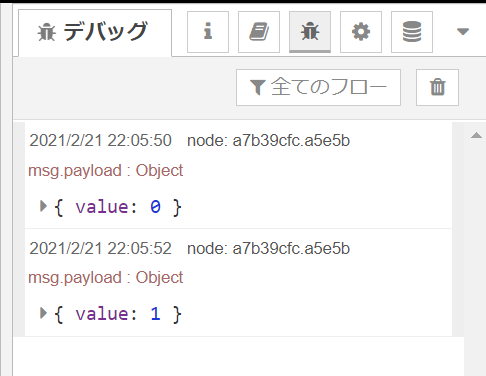 デバッグ
全てのフロー
2021/2/21 22:05:50 node: a7b39cfc.a5e5b
msg.payload : Object
{ value: 0 }
2021/2/21 22:05:52 node: a7b39cfc.a5e5b
msg.payload : Object
{ value: 1 }